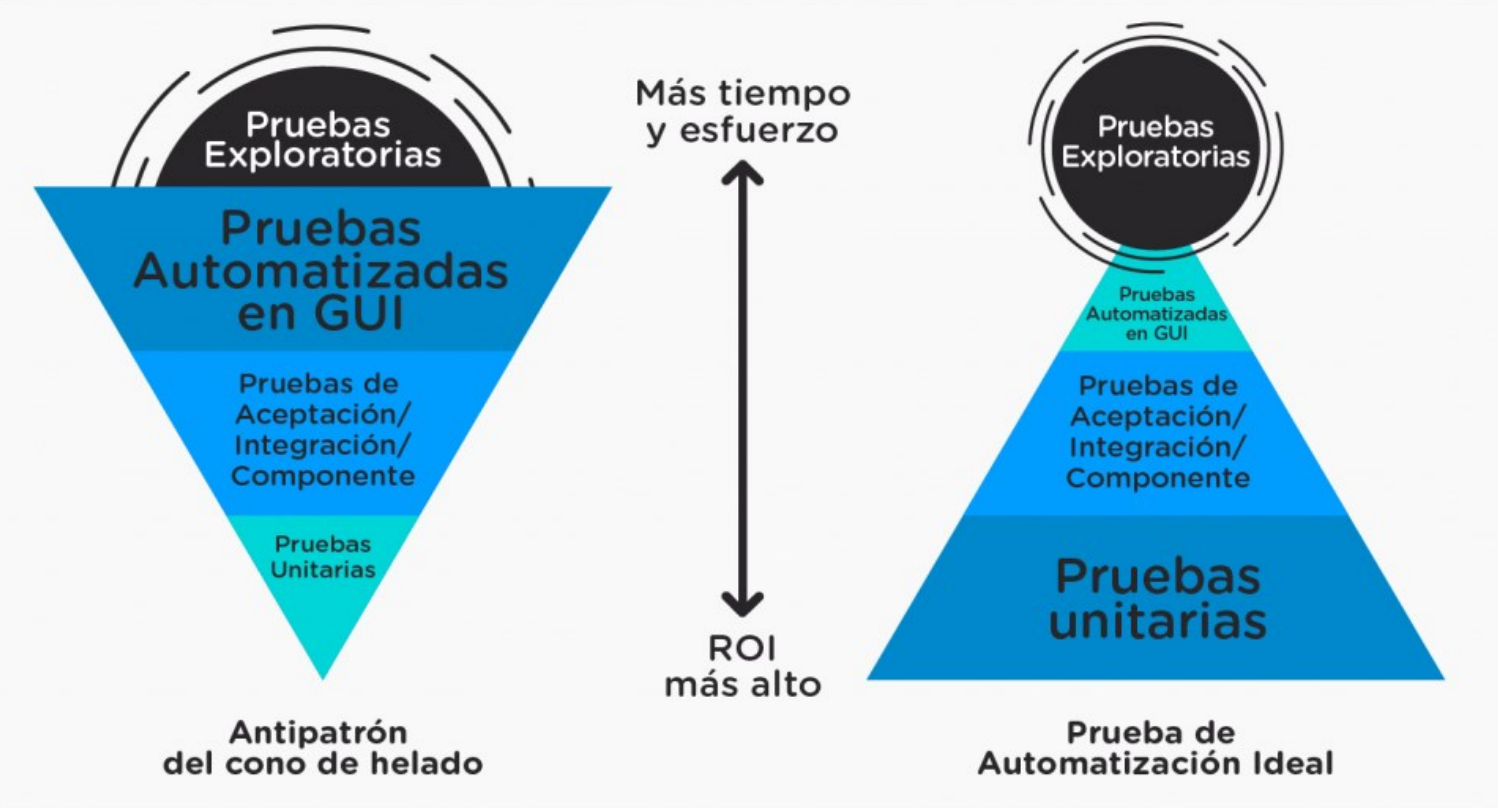 Pruebas
Exploratorias
Pruebas
Automatizadas
en GUI
Pruebas de
Aceptación/
Integración/
Componente
Pruebas
Unitarias
Antipatrón
del cono de helado
Más tiempo
y esfuerzo
ROI
más alto
Pruebas
Exploratorias
Pruebas
Automatizadas
en GUI
Pruebas de
Aceptación/
Integración/
Componente
Pruebas
unitarias
Prueba de
Automatización Ideal